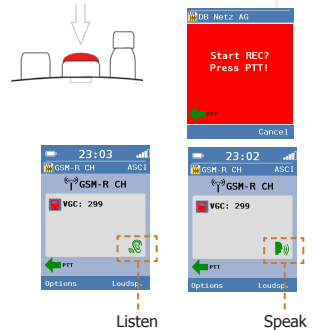 DB Netz AG
Start REC?
Press PTT!
PTT
Cancel
23:03
GSM-R CH ASCI
GSM-R CH
VGC: 299
PTT
Options Loudsp.
Listen
23:02
GSM-R CH ASCI
GSM-R CH
VGC: 299
PTT
Options Loudsp.
Speak